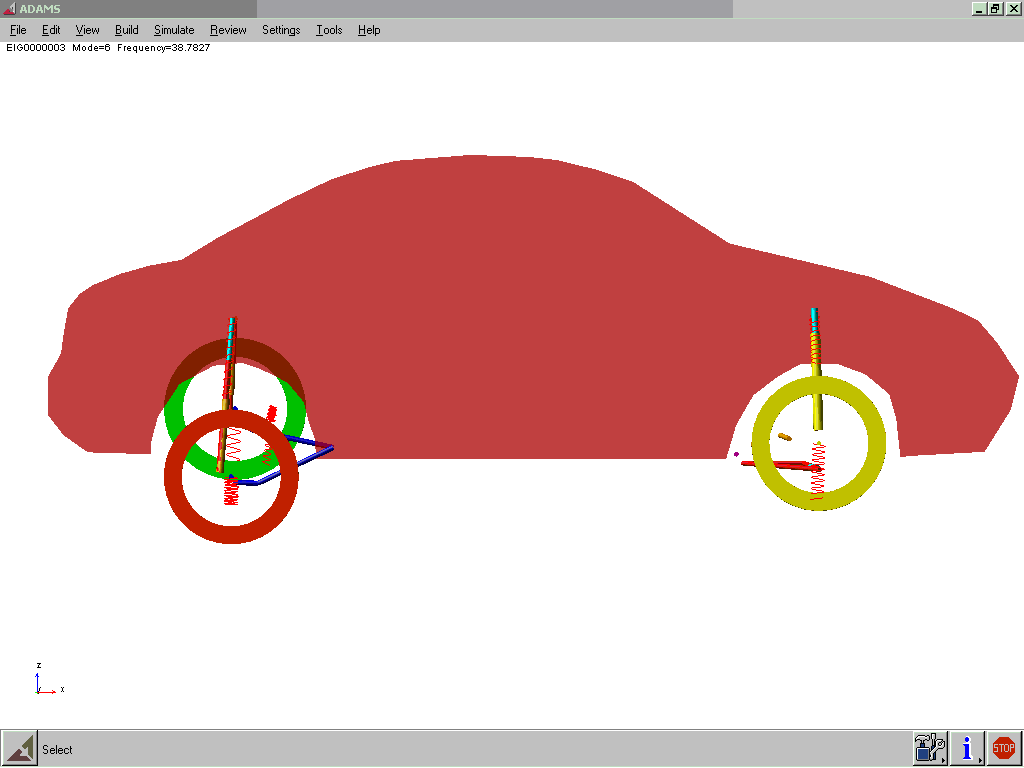 ADAMS
File Edit View Build Simulate Review Settings Tools Help
EIG0000003 Mode=6 Frequency=38.7827
z
x
Select
i
STOP